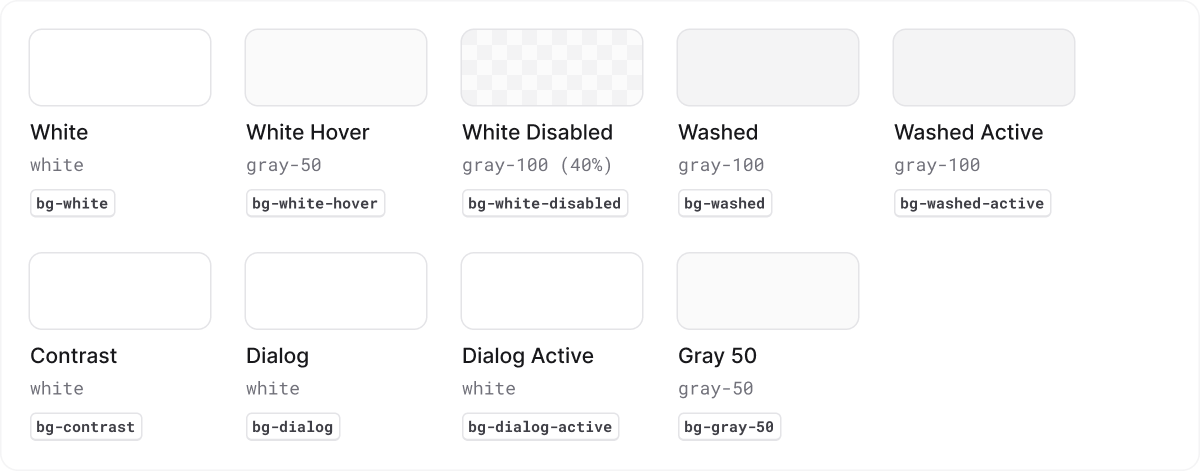 White
white
bg-white
White Hover
gray-50
bg-white-hover
White Disabled
gray-100 (40%)
bg-white-disabled
Washed
gray-100
bg-washed
Washed Active
gray-100
bg-washed-active
Contrast
white
bg-contrast
Dialog
white
bg-dialog
Dialog Active
white
bg-dialog-active
Gray 50
gray-50
bg-gray-50